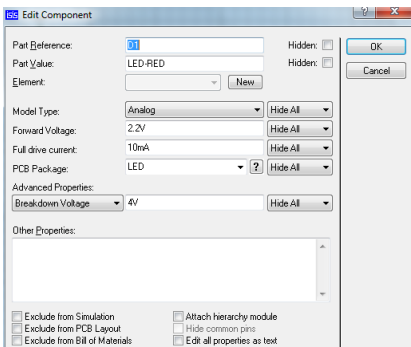 isis Edit Component
Part Reference: D1 Hidden: OK
Part Value: LED-RED Hidden: Cancel
Element: New
Model Type: Analog Hide All
Forward Voltage: 2.2V Hide All
Full drive current: 10mA Hide All
PCB Package: LED ? Hide All
Advanced Properties:
Breakdown Voltage 4V Hide All
Other Properties:
Exclude from Simulation Attach hierarchy module
Exclude from PCB Layout Hide common pins
Exclude from Bill of Materials Edit all properties as text